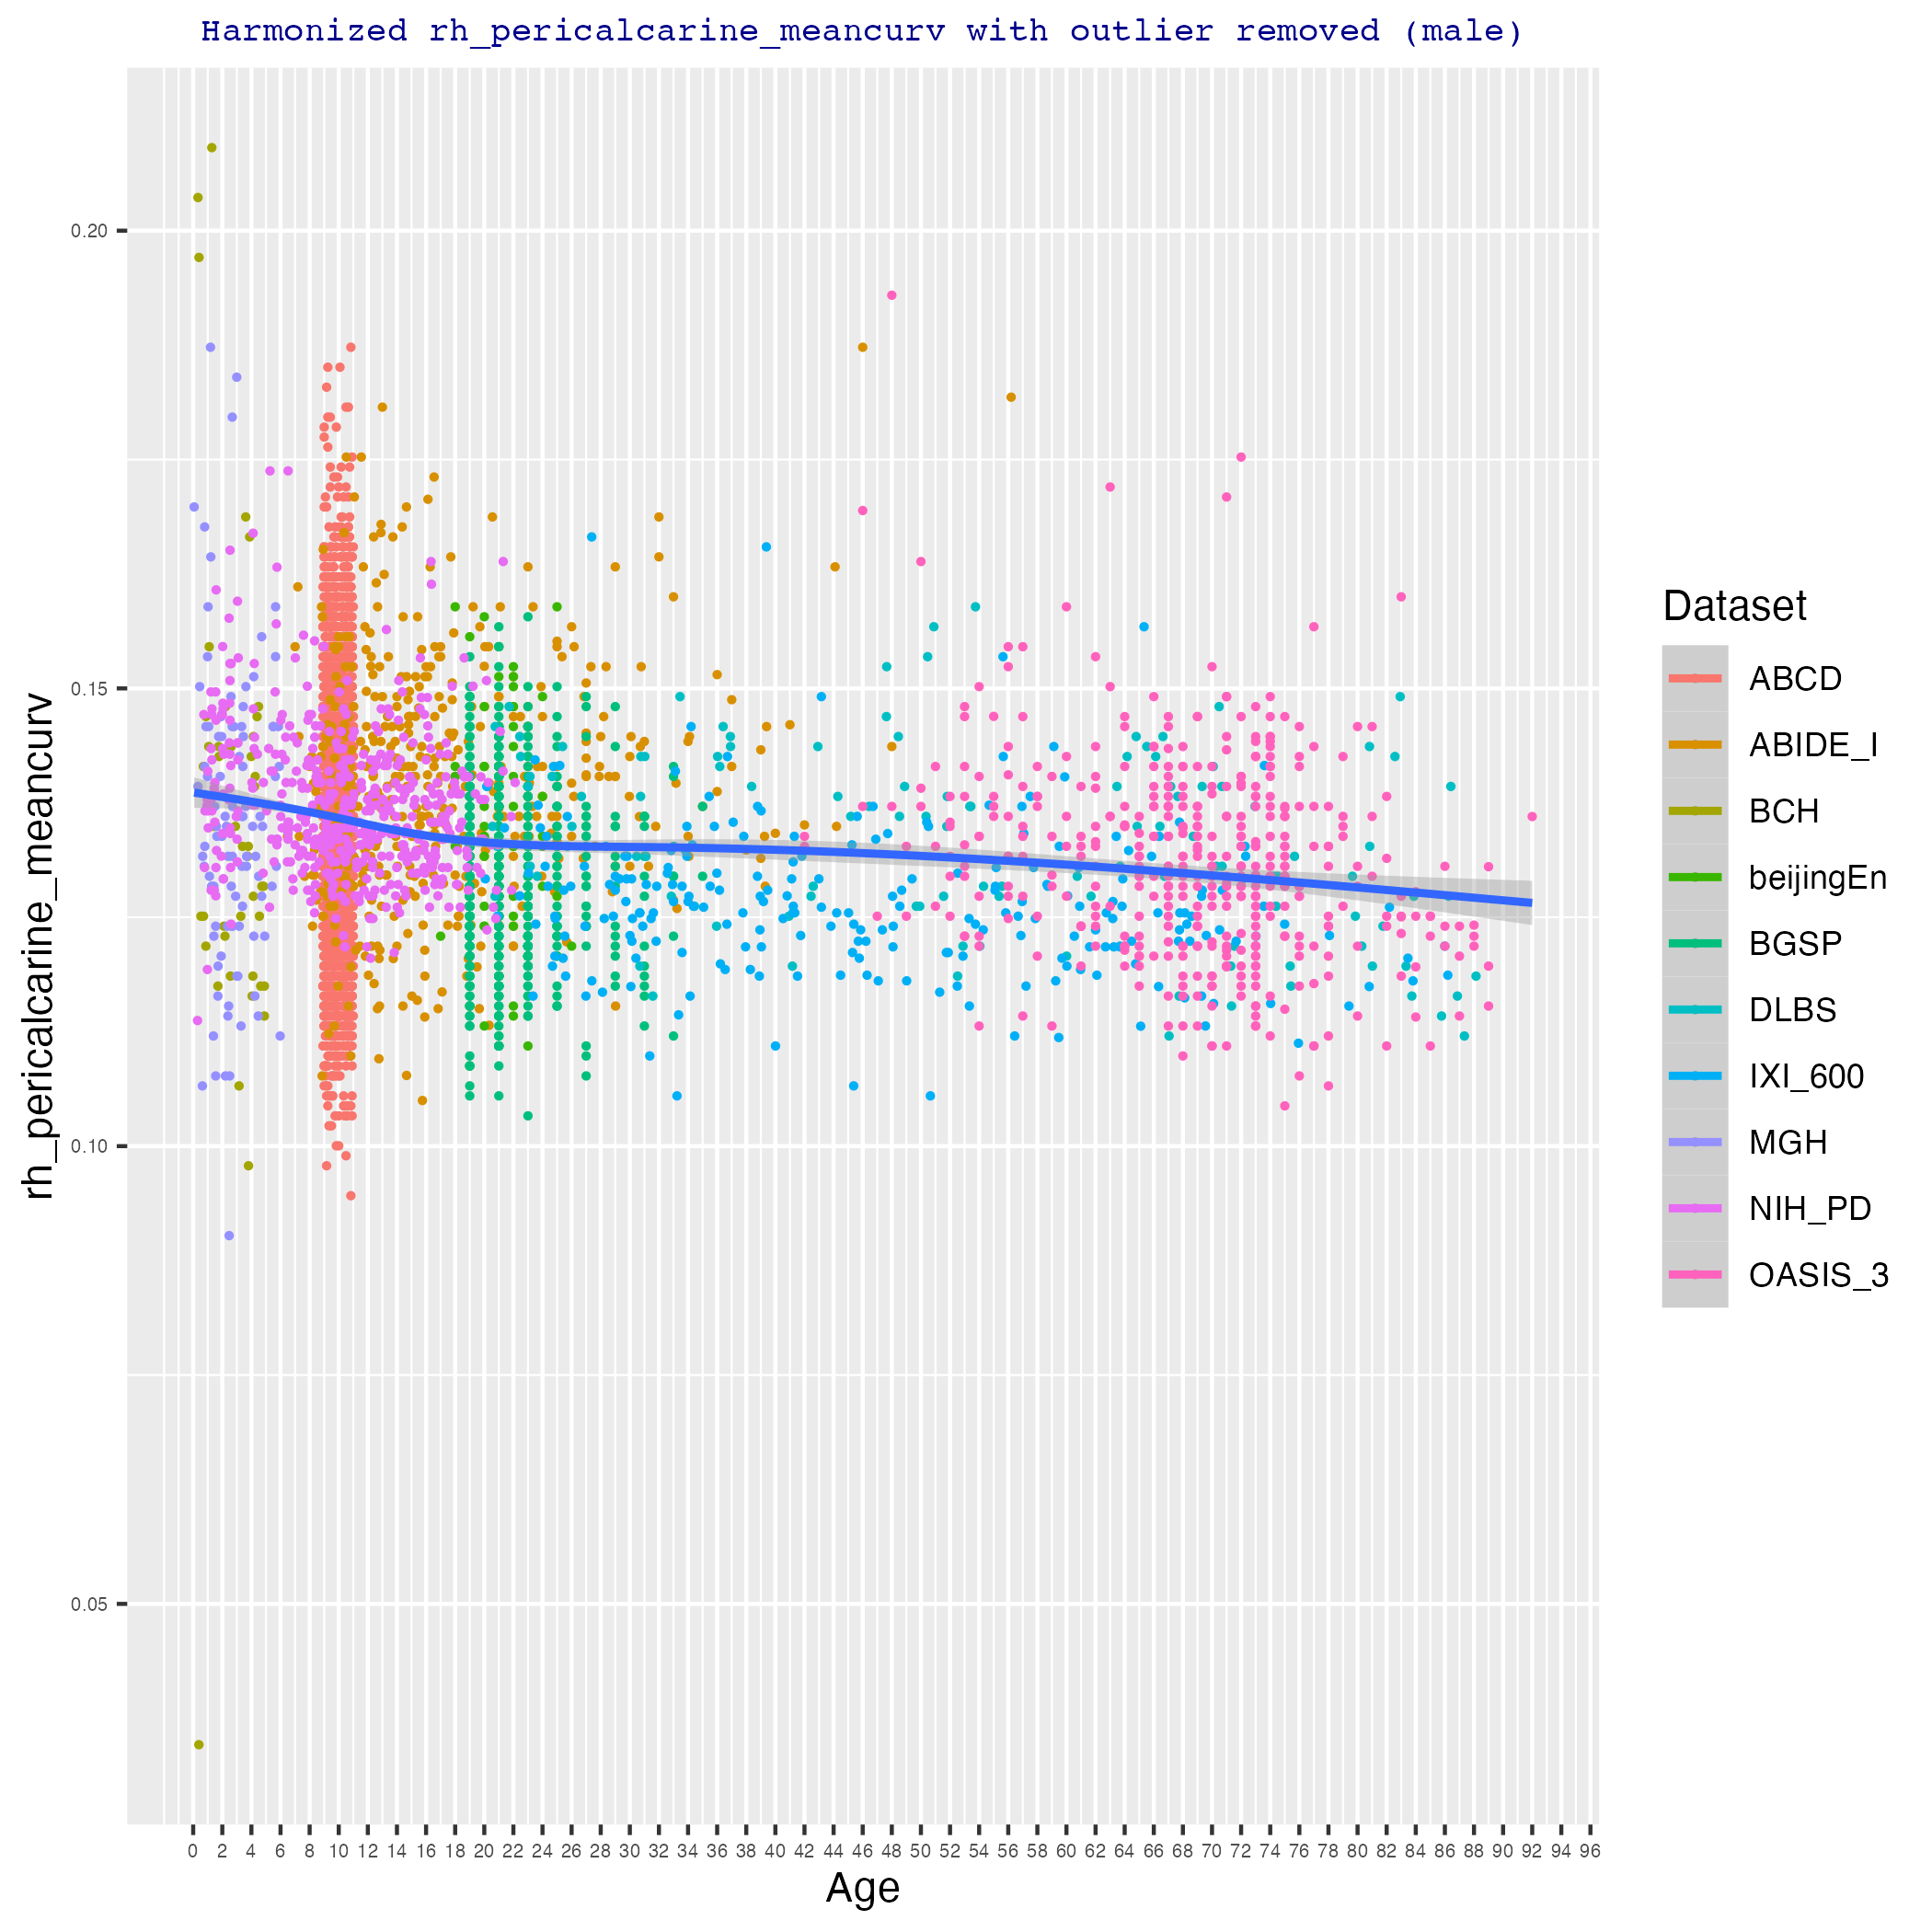 Harmonized rh_pericalcarine_meancurv with outlier removed (male)
rh_pericalcarine_meancurv
0.20
0.15
0.10
0.05
0 2 4 6 8 10 12 14 16 18 20 22 24 26 28 30 32 34 36 38 40 42 44 46 48 50 52 54 56 58 60 62 64 66 68 70 72 74 76 78 80 82 84 86 88 90 92 94 96
Age
Dataset
ABCD
ABIDE_I
BCH
beijingEn
BGSP
DLBS
IXI_600
MGH
NIH_PD
OASIS_3